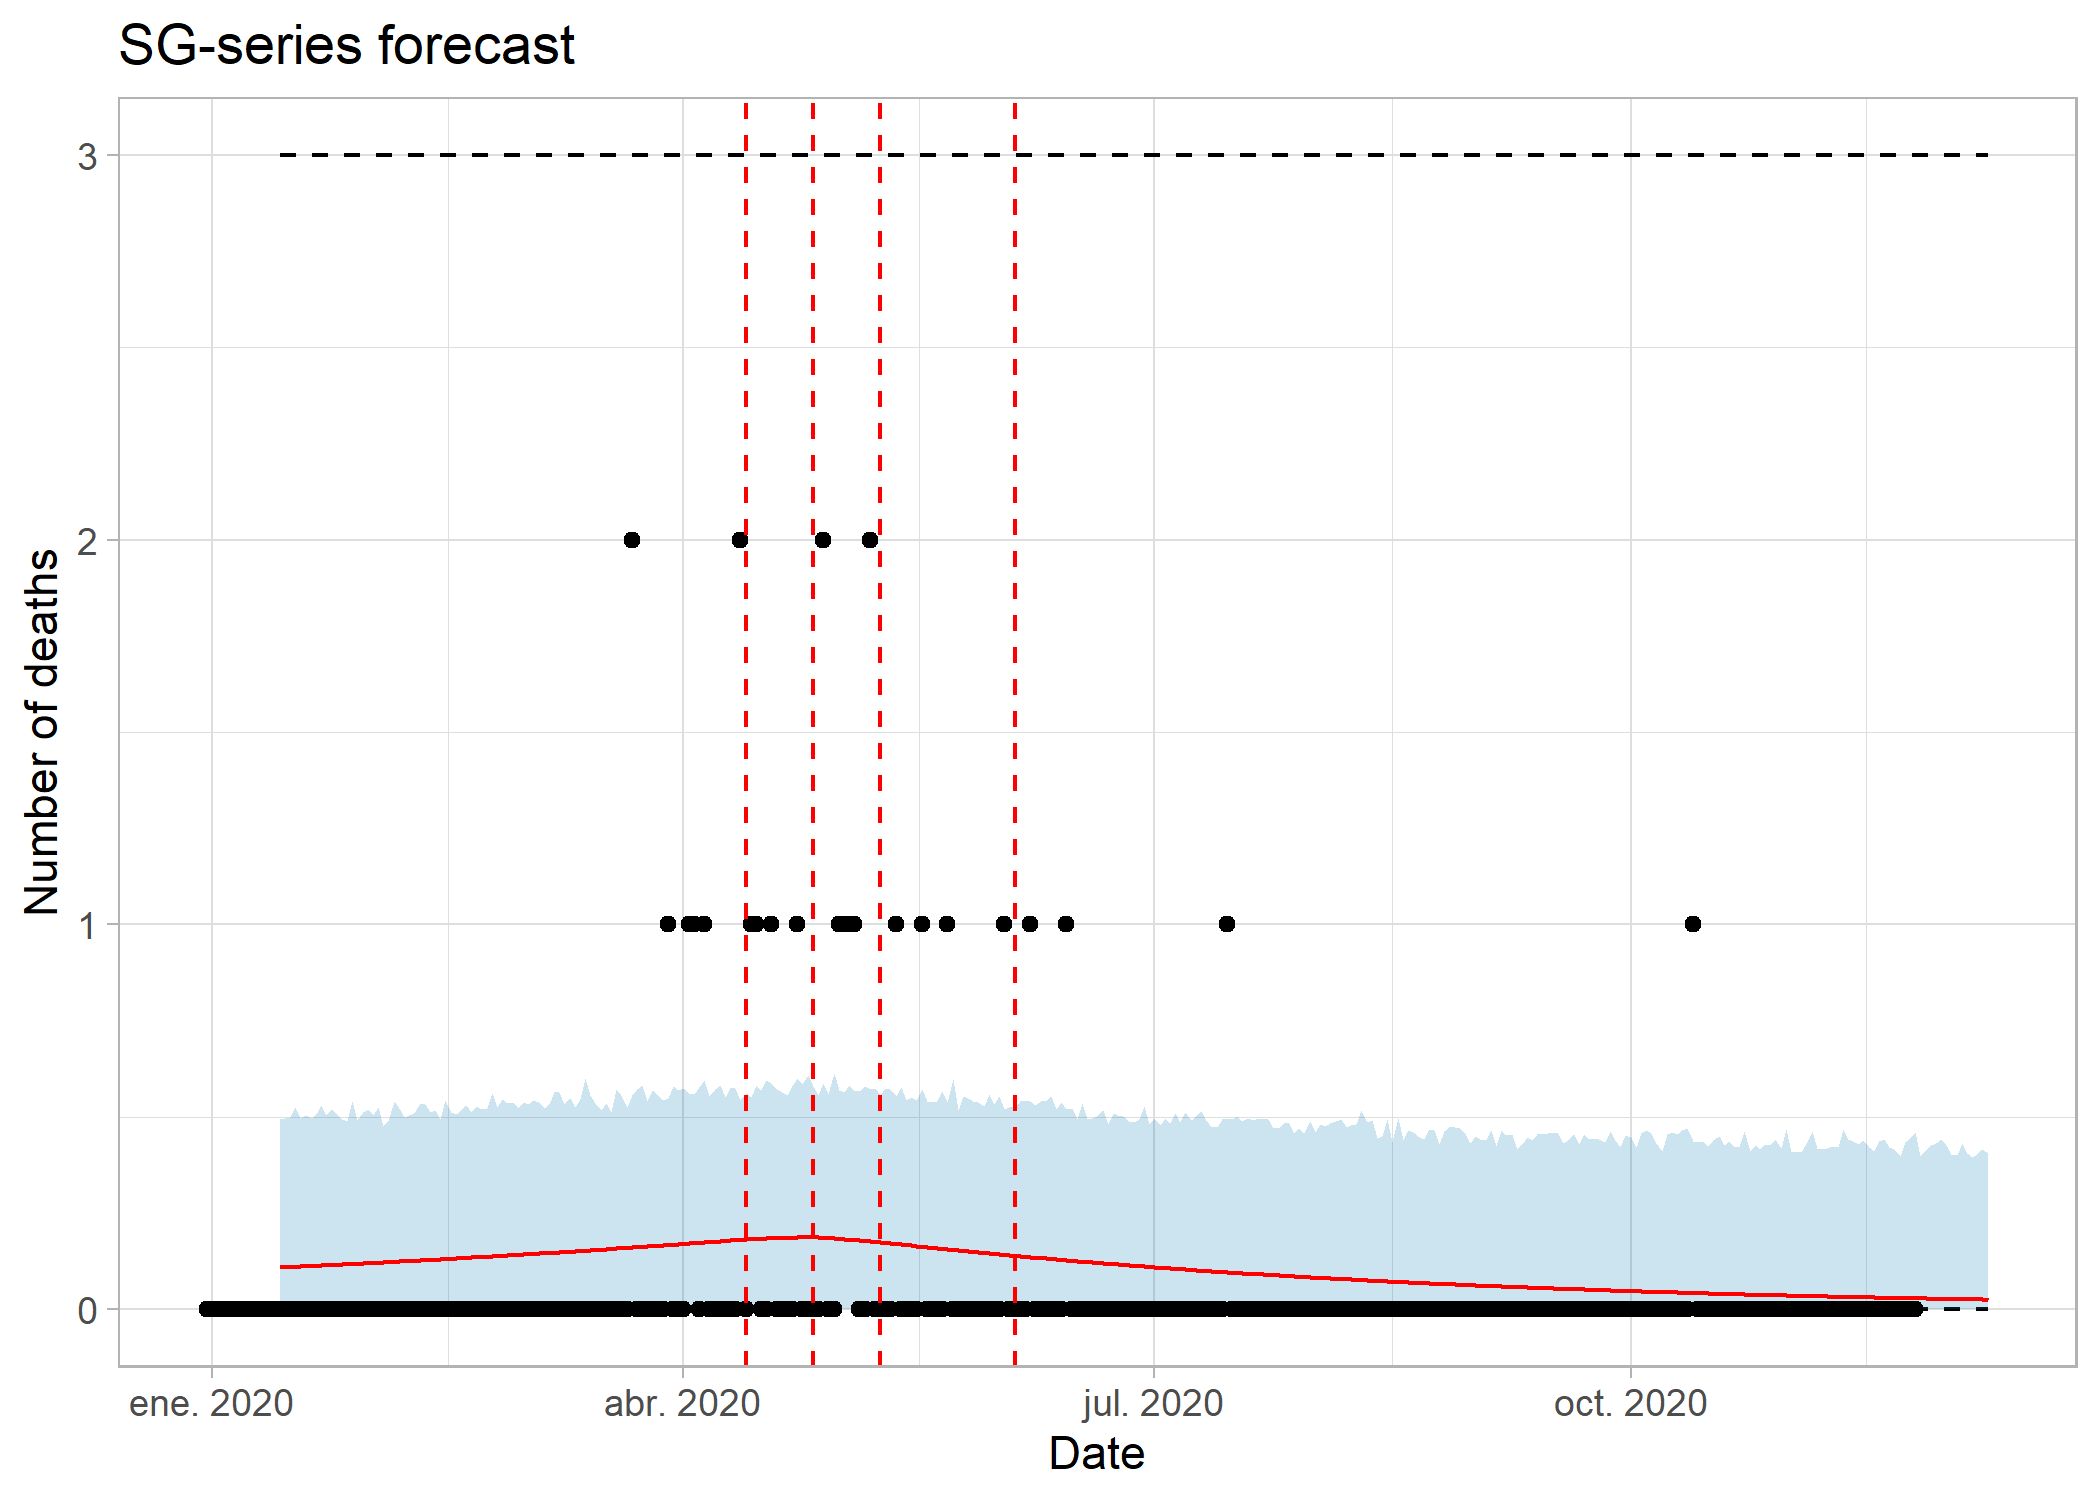 SG-series forecast
Number of deaths
3
2
1
0
ene. 2020
abr. 2020
jul. 2020
oct. 2020
Date